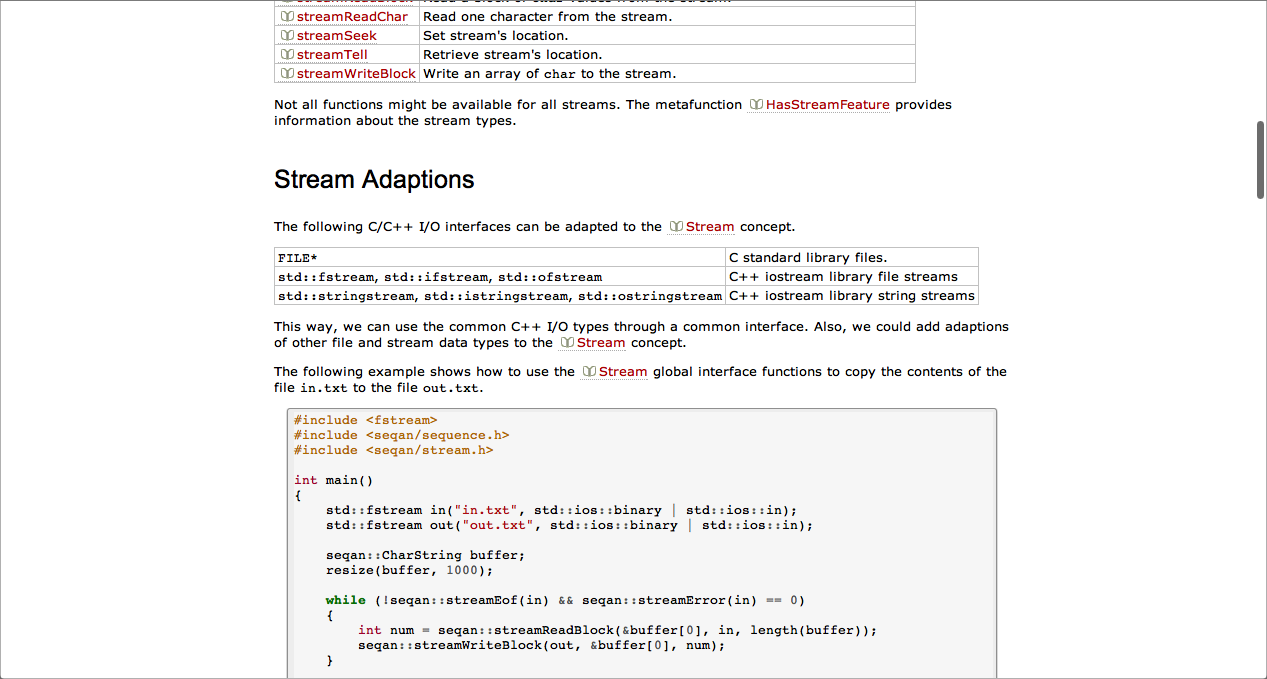 streamReadChar Read one character from the stream.
streamSeek Set stream's location.
streamTell Retrieve stream's location.
streamWriteBlock Write an array of char to the stream.
Not all functions might be available for all streams. The metafunction HasStreamFeature provides
information about the stream types.
Stream Adaptions
The following C/C++ I/O interfaces can be adapted to the Stream concept.
FILE* C standard library files.
std::fstream, std::ifstream, std::ofstream C++ iostream library file streams
std::stringstream, std::istringstream, std::ostringstream C++ iostream library string streams
This way, we can use the common C++ I/O types through a common interface. Also, we could add adaptions
of other file and stream data types to the Stream concept.
The following example shows how to use the Stream global interface functions to copy the contents of the
file in.txt to the file out.txt.
#include <fstream>
#include <seqan/sequence.h>
#include <seqan/stream.h>
int main()
{
    std::fstream in("in.txt", std::ios::binary | std::ios::in);
    std::fstream out("out.txt", std::ios::binary | std::ios::in);
    seqan::CharString buffer;
    resize(buffer, 1000);
    while (!seqan::streamEof(in) && seqan::streamError(in) == 0)
    {
        int num = seqan::streamReadBlock(&buffer[0], in, length(buffer));
        seqan::streamWriteBlock(out, &buffer[0], num);
    }